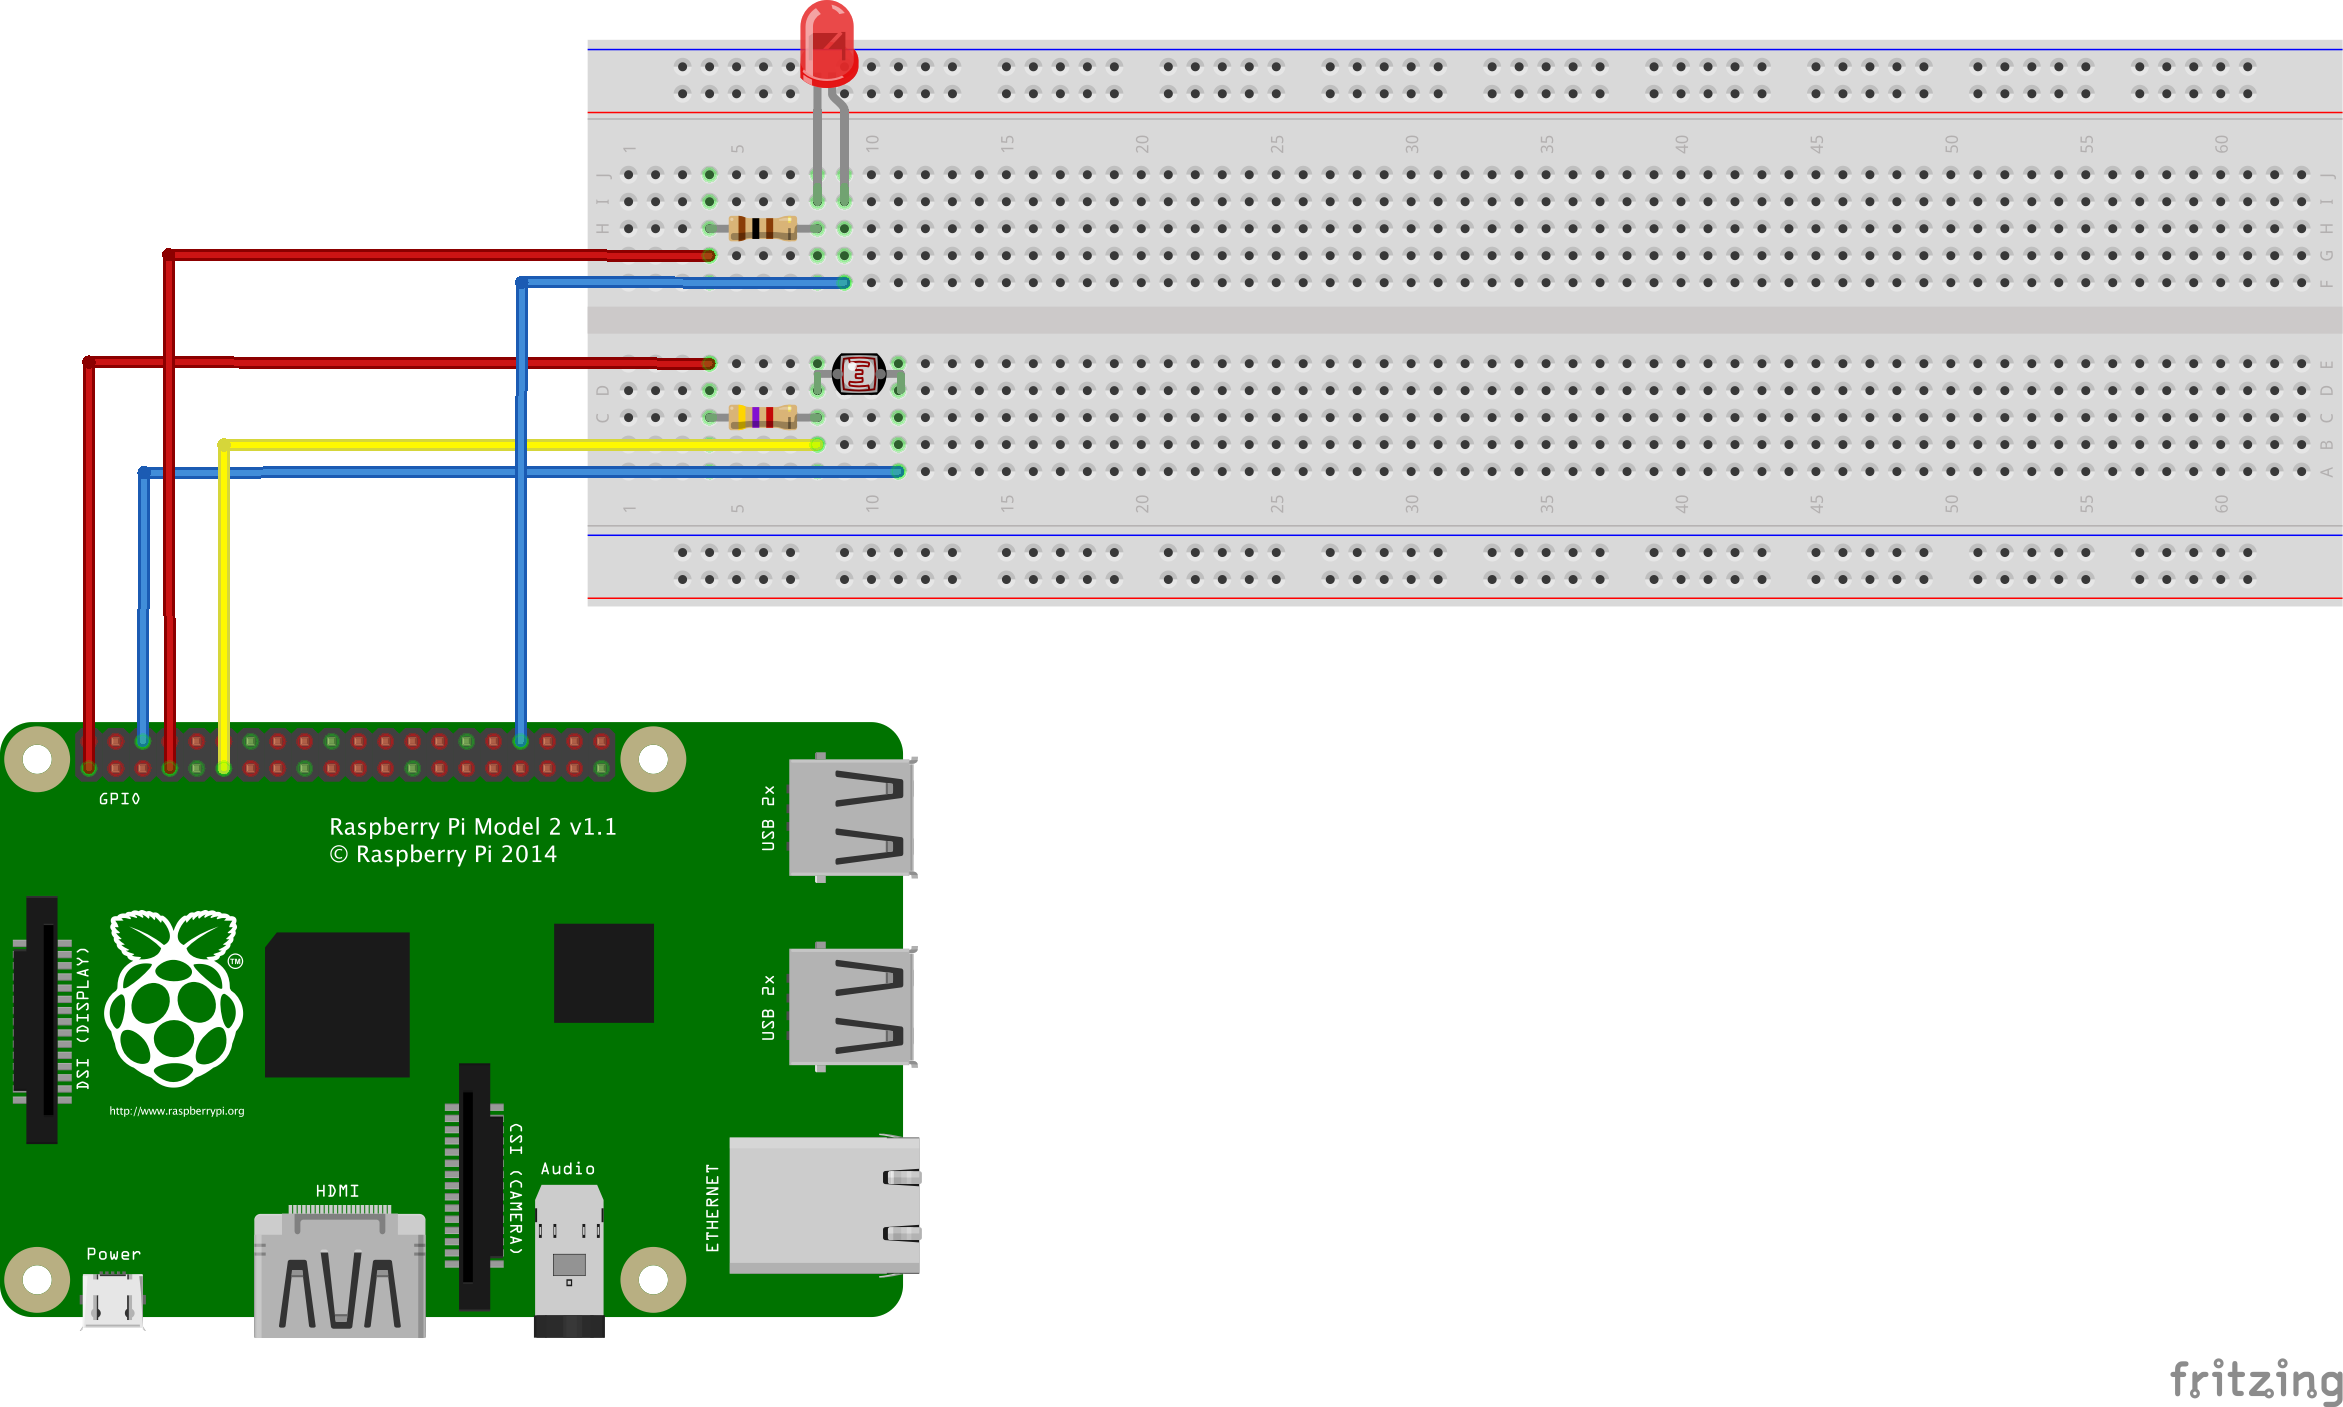 1 5 10 15 20 25 30 35 40 45 50 55 60
J J
I I
H H
G
F
E
D D
C C
B
A
1 5 10 15 20 25 30 35 40 45 50 55 60
GPIO
Raspberry Pi Model 2 v1.1
© Raspberry Pi 2014
USB 2x
DSI (DISPLAY)
TM
USB 2x
http://www.raspberrypi.org
CSI (CAMERA)
Audio
ETHERNET
HDMI
Power
fritzing